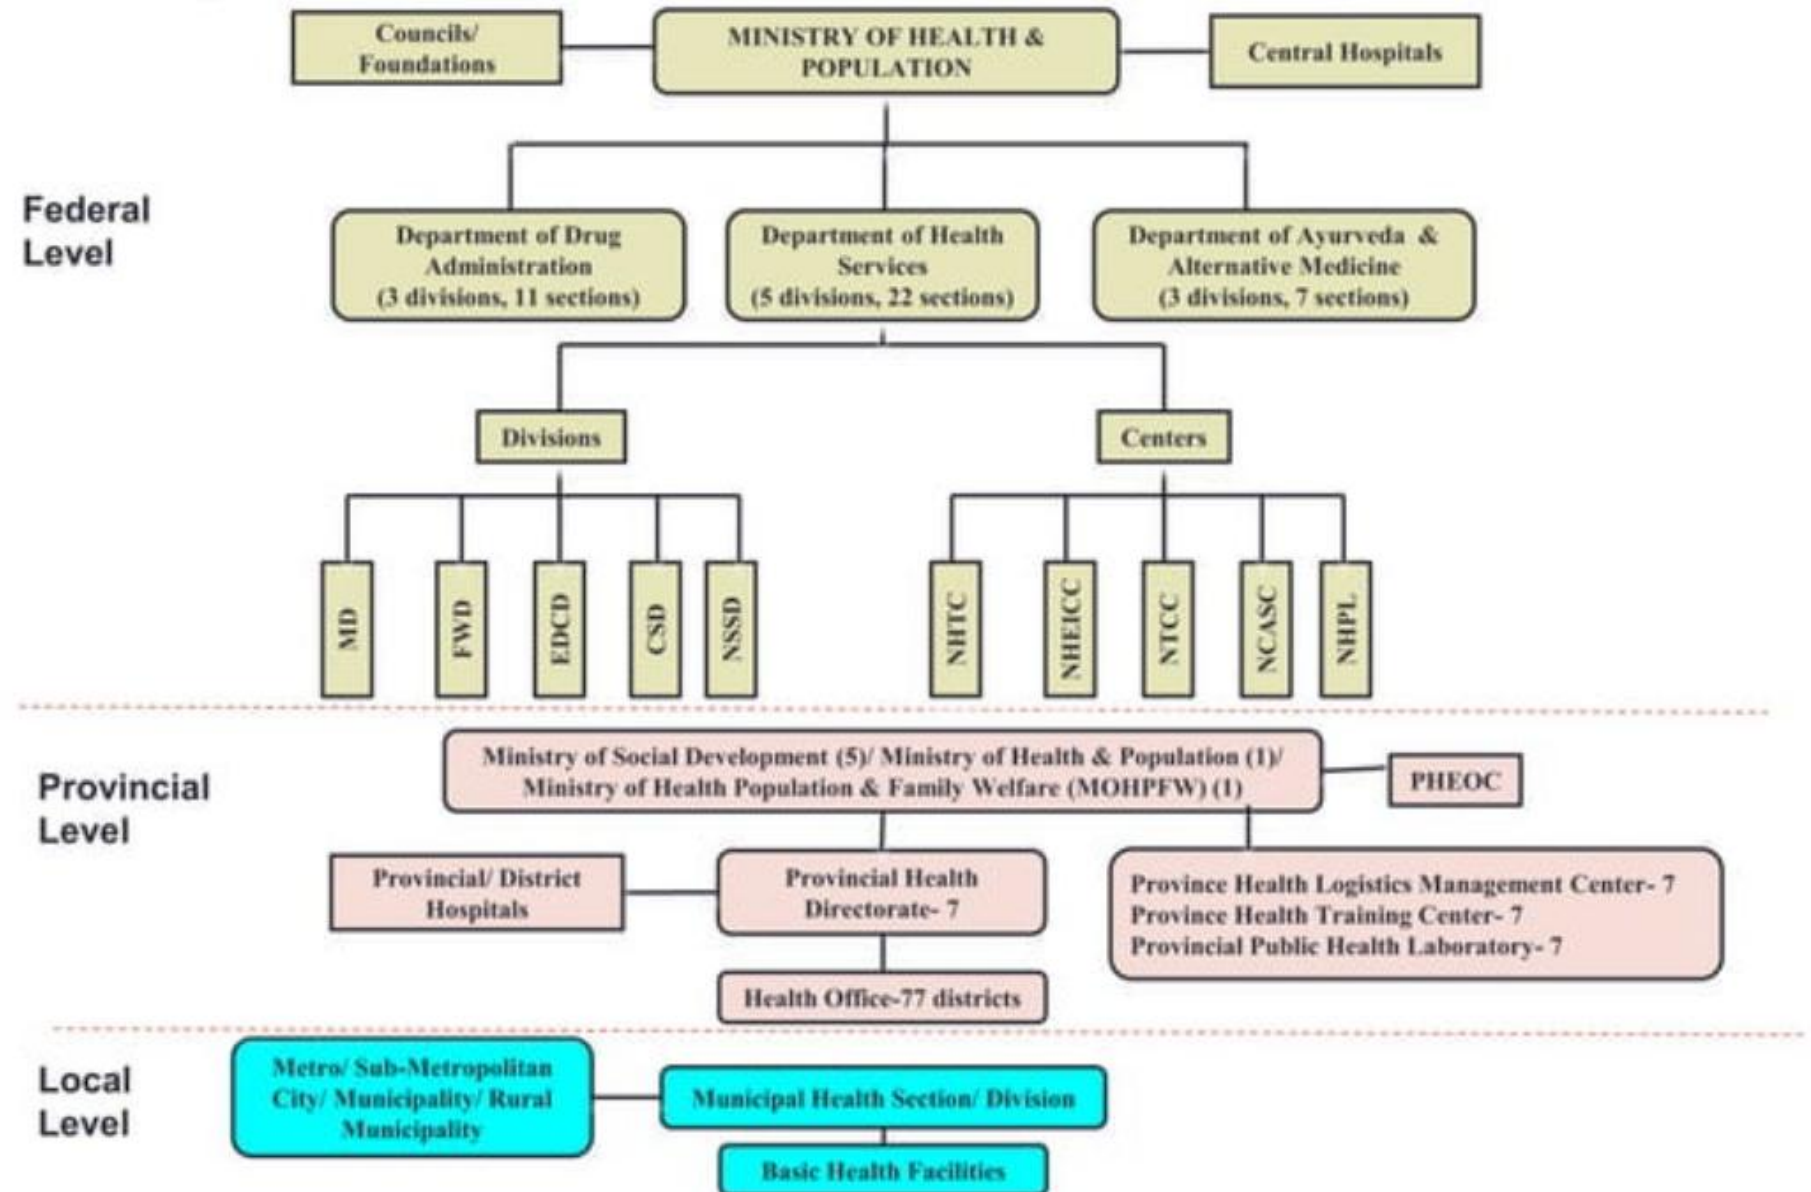 Councils/
Foundations
MINISTRY OF HEALTH &
POPULATION
Central Hospitals
Federal
Level
Department of Drug
Administration
(3 divisions, 11 sections)
Department of Health
Services
(5 divisions, 22 sections)
Department of Ayurveda &
Alternative Medicine
(3 divisions, 7 sections)
Divisions
Centers
MD
FWD
EDCD
CSD
NSSD
NHTC
NHEICC
NTCC
NCASC
NHPL
Provincial
Level
Ministry of Social Development (5)/ Ministry of Health & Population (1)/
Ministry of Health Population & Family Welfare (MOHPFW) (1)
PHEOC
Provincial/ District
Hospitals
Provincial Health
Directorate- 7
Province Health Logistics Management Center- 7
Province Health Training Center- 7
Provincial Public Health Laboratory- 7
Health Office-77 districts
Local
Level
Metro/ Sub-Metropolitan
City/ Municipality/ Rural
Municipality
Municipal Health Section/ Division
Basic Health Facilities